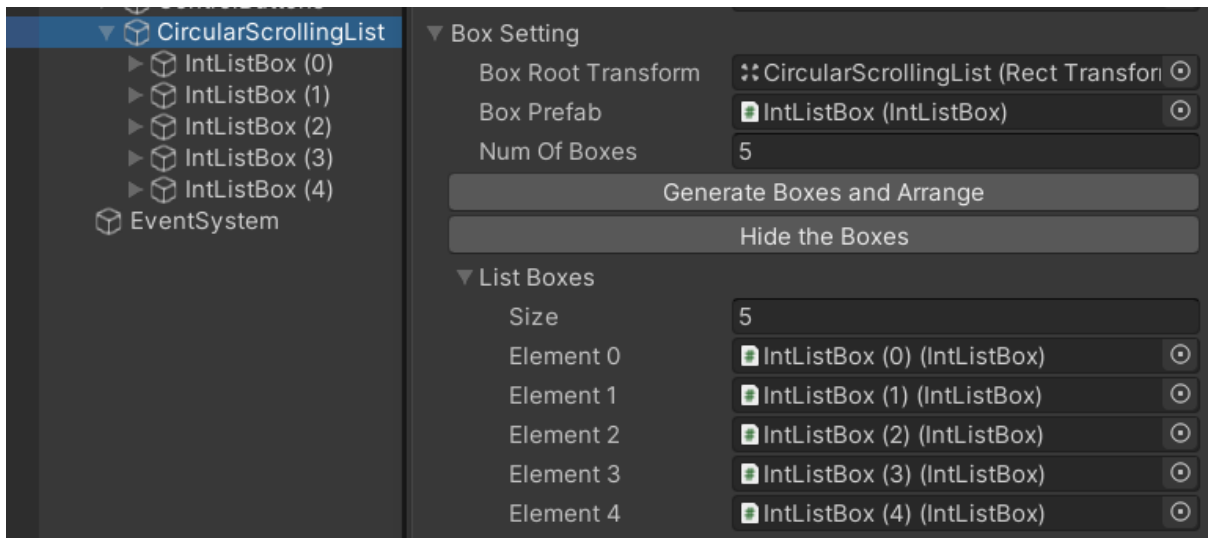 CircularScrollingList
IntListBox (0)
IntListBox (1)
IntListBox (2)
IntListBox (3)
IntListBox (4)
EventSystem
Box Setting
Box Root Transform CircularScrollingList (Rect Transfor
Box Prefab IntListBox (IntListBox)
Num Of Boxes 5
Generate Boxes and Arrange
Hide the Boxes
List Boxes
Size 5
Element 0 IntListBox (0) (IntListBox)
Element 1 IntListBox (1) (IntListBox)
Element 2 IntListBox (2) (IntListBox)
Element 3 IntListBox (3) (IntListBox)
Element 4 IntListBox (4) (IntListBox)